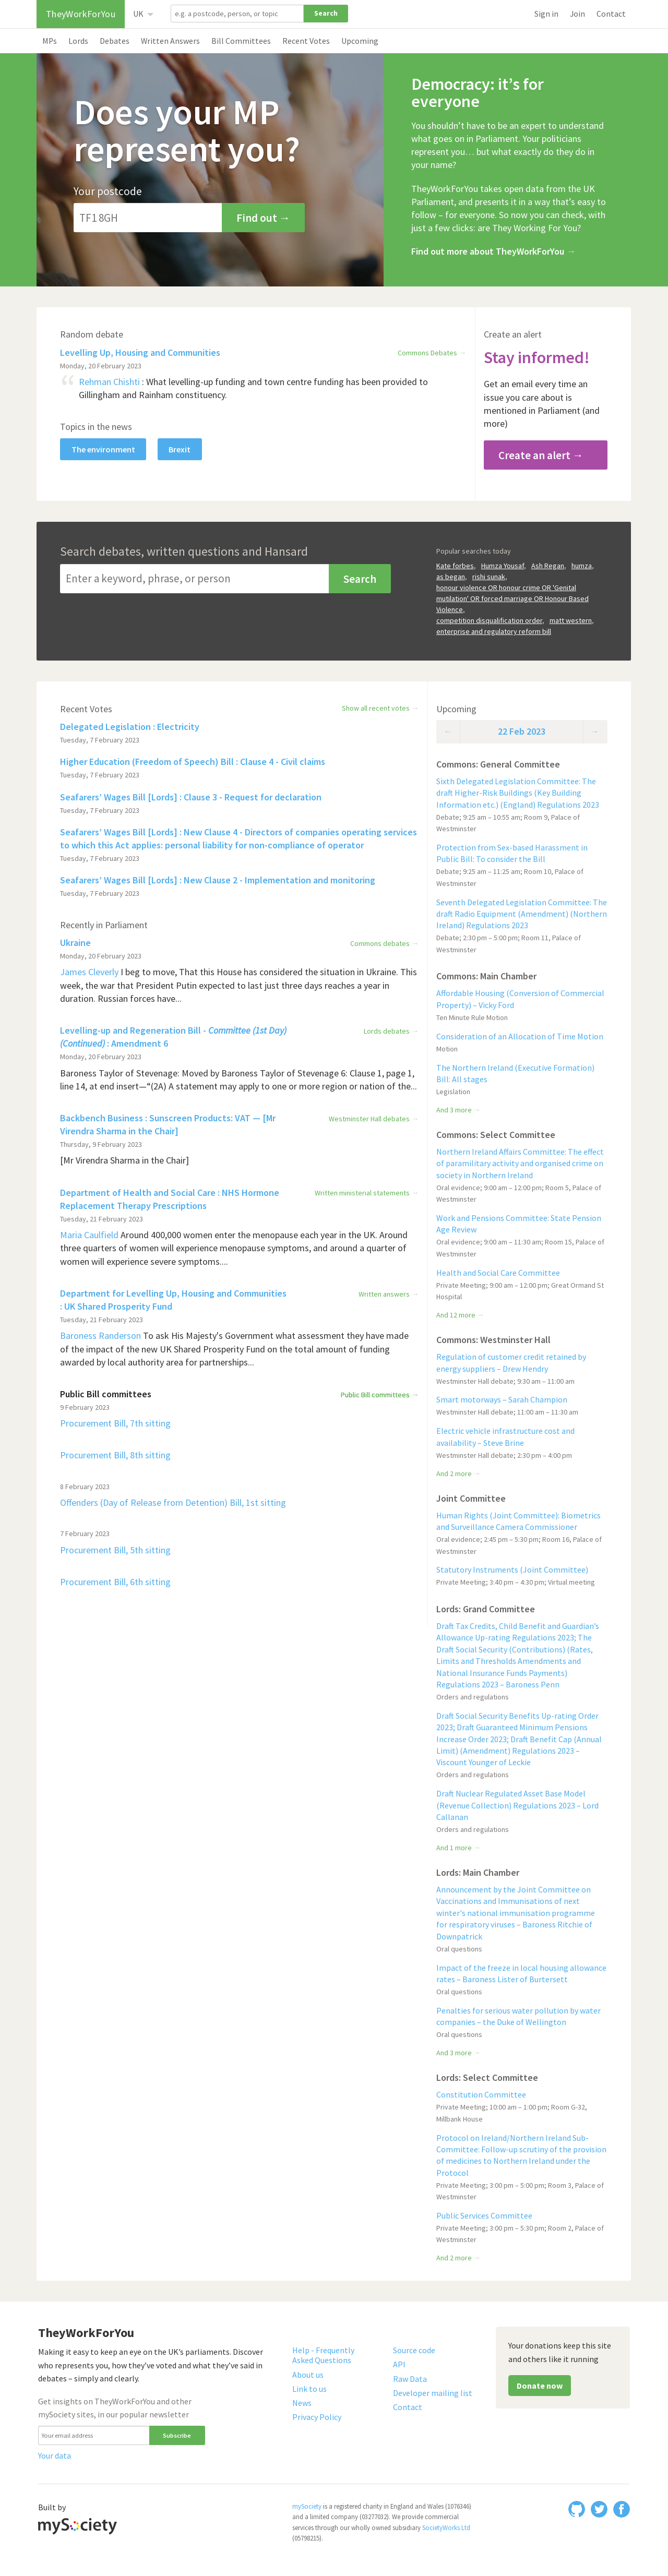 TheyWorkForYou
UK
e.g. a postcode, person, or topic
Search
Sign in Join Contact
MPs Lords Debates Written Answers Bill Committees Recent Votes Upcoming
Does your MP
represent you?
Your postcode
TF1 8GH
Find out →
Democracy: it’s for
everyone
You shouldn’t have to be an expert to understand
what goes on in Parliament. Your politicians
represent you… but what exactly do they do in
your name?
TheyWorkForYou takes open data from the UK
Parliament, and presents it in a way that’s easy to
follow – for everyone. So now you can check, with
just a few clicks: are They Working For You?
Find out more about TheyWorkForYou →
Random debate
Levelling Up, Housing and Communities
Commons Debates →
Monday, 20 February 2023
Rehman Chishti : What levelling-up funding and town centre funding has been provided to
Gillingham and Rainham constituency.
Topics in the news
The environment
Brexit
Create an alert
Stay informed!
Get an email every time an
issue you care about is
mentioned in Parliament (and
more)
Create an alert →
Search debates, written questions and Hansard
Enter a keyword, phrase, or person
Search
Popular searches today
Kate forbes, Humza Yousaf, Ash Regan, humza,
as began, rishi sunak,
honour violence OR honour crime OR 'Genital
mutilation' OR forced marriage OR Honour Based
Violence,
competition disqualification order, matt western,
enterprise and regulatory reform bill
Recent Votes
Show all recent votes →
Delegated Legislation : Electricity
Tuesday, 7 February 2023
Higher Education (Freedom of Speech) Bill : Clause 4 - Civil claims
Tuesday, 7 February 2023
Seafarers’ Wages Bill [Lords] : Clause 3 - Request for declaration
Tuesday, 7 February 2023
Seafarers’ Wages Bill [Lords] : New Clause 4 - Directors of companies operating services
to which this Act applies: personal liability for non-compliance of operator
Tuesday, 7 February 2023
Seafarers’ Wages Bill [Lords] : New Clause 2 - Implementation and monitoring
Tuesday, 7 February 2023
Recently in Parliament
Ukraine
Commons debates →
Monday, 20 February 2023
James Cleverly I beg to move, That this House has considered the situation in Ukraine. This
week, the war that President Putin expected to last just three days reaches a year in
duration. Russian forces have...
Levelling-up and Regeneration Bill - Committee (1st Day)
(Continued) : Amendment 6
Lords debates →
Monday, 20 February 2023
Baroness Taylor of Stevenage: Moved by Baroness Taylor of Stevenage 6: Clause 1, page 1,
line 14, at end insert—“(2A) A statement may apply to one or more region or nation of the...
Backbench Business : Sunscreen Products: VAT — [Mr
Virendra Sharma in the Chair]
Westminster Hall debates →
Thursday, 9 February 2023
[Mr Virendra Sharma in the Chair]
Department of Health and Social Care : NHS Hormone
Replacement Therapy Prescriptions
Written ministerial statements →
Tuesday, 21 February 2023
Maria Caulfield Around 400,000 women enter the menopause each year in the UK. Around
three quarters of women will experience menopause symptoms, and around a quarter of
women will experience severe symptoms....
Department for Levelling Up, Housing and Communities
: UK Shared Prosperity Fund
Written answers →
Tuesday, 21 February 2023
Baroness Randerson To ask His Majesty's Government what assessment they have made
of the impact of the new UK Shared Prosperity Fund on the total amount of funding
awarded by local authority area for partnerships...
Public Bill committees
Public Bill committees →
9 February 2023
Procurement Bill, 7th sitting
Procurement Bill, 8th sitting
8 February 2023
Offenders (Day of Release from Detention) Bill, 1st sitting
7 February 2023
Procurement Bill, 5th sitting
Procurement Bill, 6th sitting
Upcoming
← 22 Feb 2023 →
Commons: General Committee
Sixth Delegated Legislation Committee: The
draft Higher-Risk Buildings (Key Building
Information etc.) (England) Regulations 2023
Debate; 9:25 am – 10:55 am; Room 9, Palace of
Westminster
Protection from Sex-based Harassment in
Public Bill: To consider the Bill
Debate; 9:25 am – 11:25 am; Room 10, Palace of
Westminster
Seventh Delegated Legislation Committee: The
draft Radio Equipment (Amendment) (Northern
Ireland) Regulations 2023
Debate; 2:30 pm – 5:00 pm; Room 11, Palace of
Westminster
Commons: Main Chamber
Affordable Housing (Conversion of Commercial
Property) – Vicky Ford
Ten Minute Rule Motion
Consideration of an Allocation of Time Motion
Motion
The Northern Ireland (Executive Formation)
Bill: All stages
Legislation
And 3 more →
Commons: Select Committee
Northern Ireland Affairs Committee: The effect
of paramilitary activity and organised crime on
society in Northern Ireland
Oral evidence; 9:00 am – 12:00 pm; Room 5, Palace of
Westminster
Work and Pensions Committee: State Pension
Age Review
Oral evidence; 9:00 am – 11:30 am; Room 15, Palace of
Westminster
Health and Social Care Committee
Private Meeting; 9:00 am – 12:00 pm; Great Ormand St
Hospital
And 12 more →
Commons: Westminster Hall
Regulation of customer credit retained by
energy suppliers – Drew Hendry
Westminster Hall debate; 9:30 am – 11:00 am
Smart motorways – Sarah Champion
Westminster Hall debate; 11:00 am – 11:30 am
Electric vehicle infrastructure cost and
availability – Steve Brine
Westminster Hall debate; 2:30 pm – 4:00 pm
And 2 more →
Joint Committee
Human Rights (Joint Committee): Biometrics
and Surveillance Camera Commissioner
Oral evidence; 2:45 pm – 5:30 pm; Room 16, Palace of
Westminster
Statutory Instruments (Joint Committee)
Private Meeting; 3:40 pm – 4:30 pm; Virtual meeting
Lords: Grand Committee
Draft Tax Credits, Child Benefit and Guardian’s
Allowance Up-rating Regulations 2023; The
Draft Social Security (Contributions) (Rates,
Limits and Thresholds Amendments and
National Insurance Funds Payments)
Regulations 2023 – Baroness Penn
Orders and regulations
Draft Social Security Benefits Up-rating Order
2023; Draft Guaranteed Minimum Pensions
Increase Order 2023; Draft Benefit Cap (Annual
Limit) (Amendment) Regulations 2023 –
Viscount Younger of Leckie
Orders and regulations
Draft Nuclear Regulated Asset Base Model
(Revenue Collection) Regulations 2023 – Lord
Callanan
Orders and regulations
And 1 more →
Lords: Main Chamber
Announcement by the Joint Committee on
Vaccinations and Immunisations of next
winter's national immunisation programme
for respiratory viruses – Baroness Ritchie of
Downpatrick
Oral questions
Impact of the freeze in local housing allowance
rates – Baroness Lister of Burtersett
Oral questions
Penalties for serious water pollution by water
companies – the Duke of Wellington
Oral questions
And 3 more →
Lords: Select Committee
Constitution Committee
Private Meeting; 10:00 am – 1:00 pm; Room G-32,
Millbank House
Protocol on Ireland/Northern Ireland Sub-
Committee: Follow-up scrutiny of the provision
of medicines to Northern Ireland under the
Protocol
Private Meeting; 3:00 pm – 5:00 pm; Room 3, Palace of
Westminster
Public Services Committee
Private Meeting; 3:00 pm – 5:30 pm; Room 2, Palace of
Westminster
And 2 more →
TheyWorkForYou
Making it easy to keep an eye on the UK’s parliaments. Discover
who represents you, how they’ve voted and what they’ve said in
debates – simply and clearly.
Get insights on TheyWorkForYou and other
mySociety sites, in our popular newsletter
Your email address
Subscribe
Your data
Help - Frequently
Asked Questions
About us
Link to us
News
Privacy Policy
Source code
API
Raw Data
Developer mailing list
Contact
Your donations keep this site
and others like it running
Donate now
Built by
mySociety
mySociety is a registered charity in England and Wales (1076346)
and a limited company (03277032). We provide commercial
services through our wholly owned subsidiary SocietyWorks Ltd
(05798215).